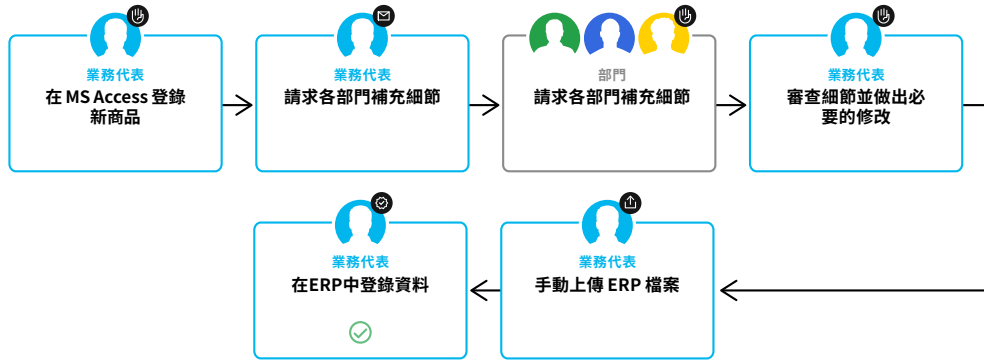 業務代表
在 MS Access 登錄
新商品
業務代表
請求各部門補充細節
部門
請求各部門補充細節
業務代表
審查細節並做出必
要的修改
業務代表
在ERP中登錄資料
業務代表
手動上傳 ERP 檔案